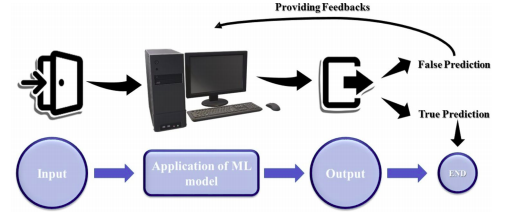 Providing Feedbacks
False Prediction
True Prediction
Input
Application of ML
model
Output
END